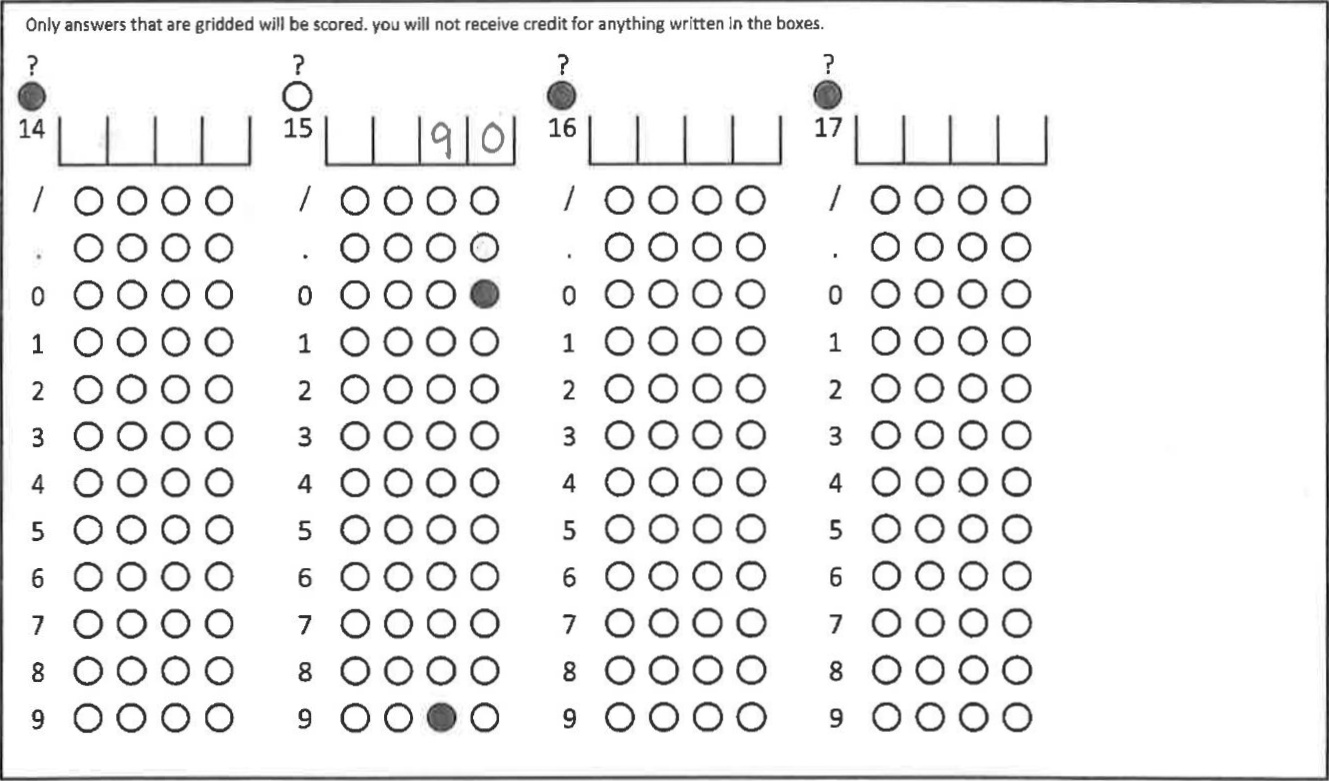 Only answers that are gridded will be scored. you will not receive credit for anything written in the boxes.
? ? ? ?
14 15 9 0 16 17
/ / / /
. . . .
0 0 0 0
1 1 1 1
2 2 2 2
3 3 3 3
4 4 4 4
5 5 5 5
6 6 6 6
7 7 7 7
8 8 8 8
9 9 9 9